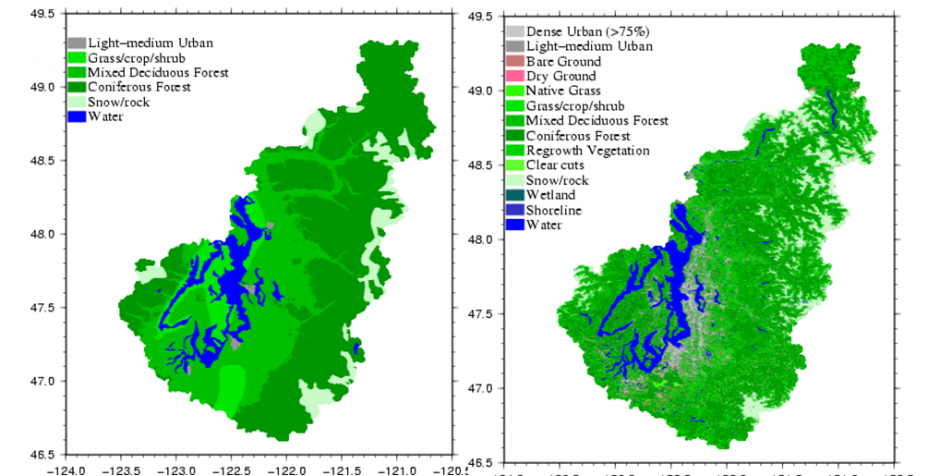 49.5
49.0
48.5
48.0
47.5
47.0
46.5
Light–medium Urban
Grass/crop/shrub
Mixed Deciduous Forest
Coniferous Forest
Snow/rock
Water
−124.0 −123.5 −123.0 −122.5 −122.0 −121.5 −121.0 −120.5
49.5
49.0
48.5
48.0
47.5
47.0
46.5
Dense Urban (>75%)
Light–medium Urban
Bare Ground
Dry Ground
Native Grass
Grass/crop/shrub
Mixed Deciduous Forest
Coniferous Forest
Regrowth Vegetation
Clear cuts
Snow/rock
Wetland
Shoreline
Water